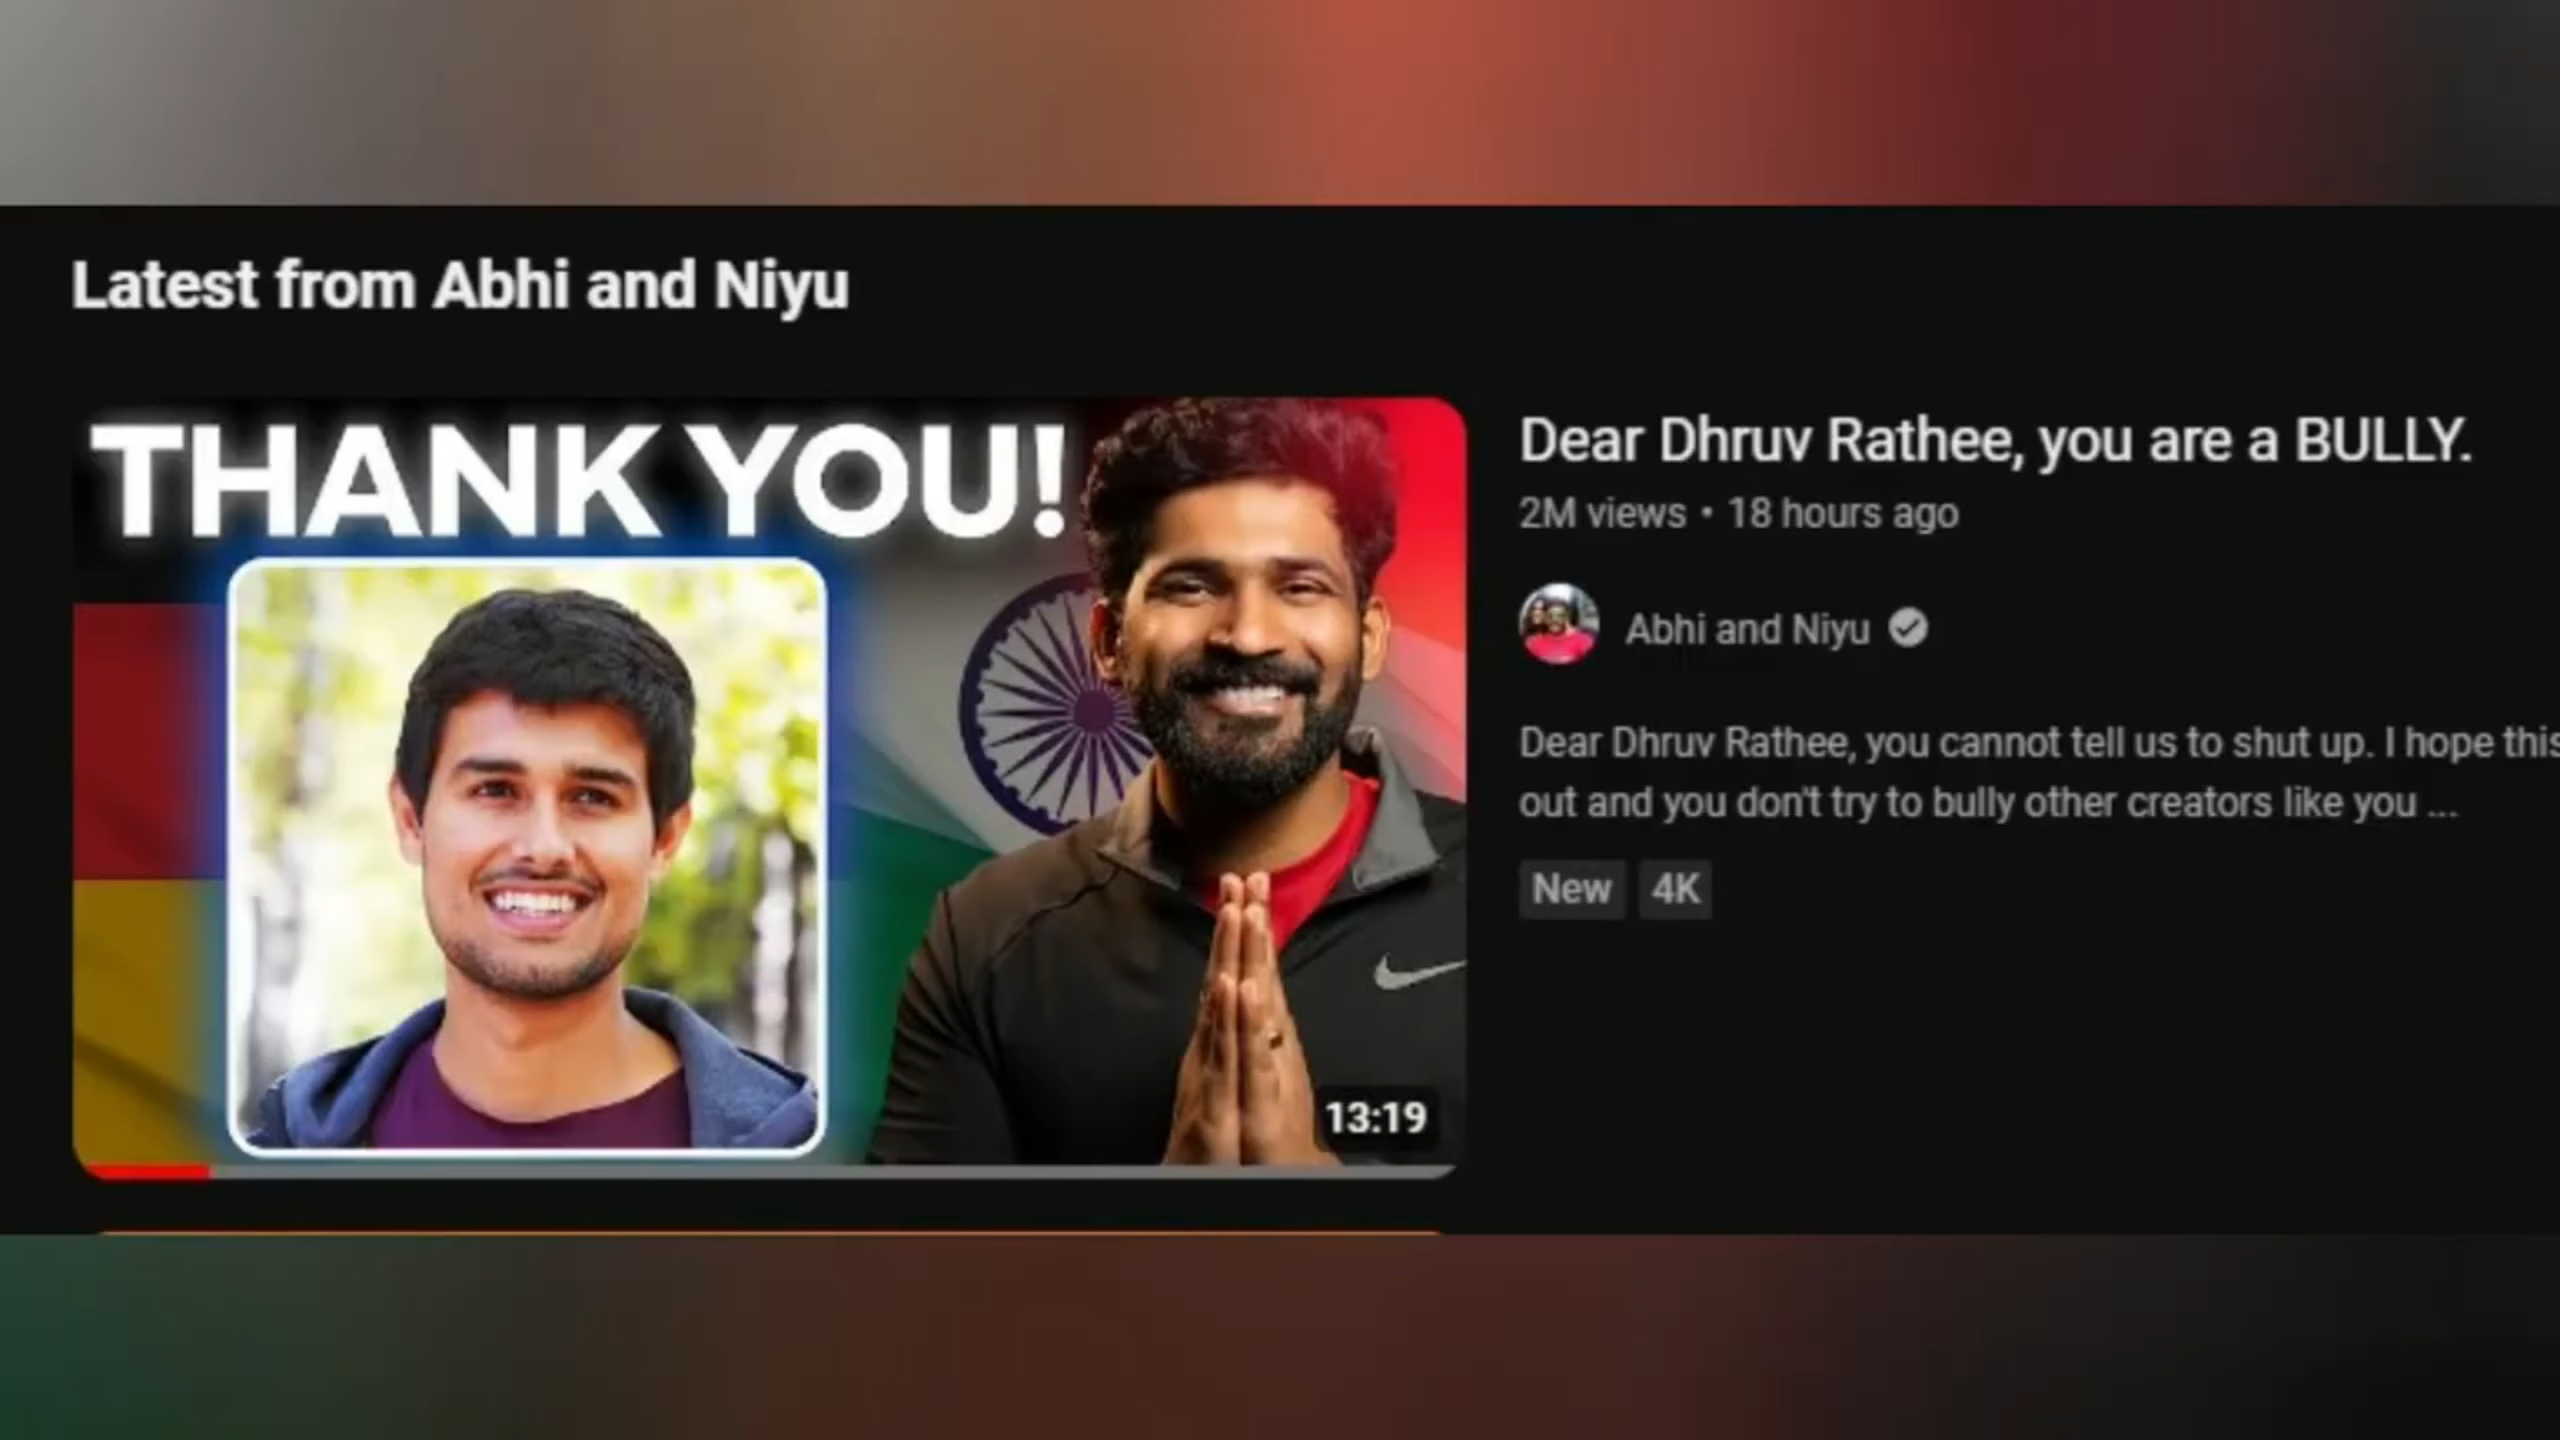 Latest from Abhi and Niyu
THANK YOU!
13:19
Dear Dhruv Rathee, you are a BULLY.
2M views • 18 hours ago
Abhi and Niyu
Dear Dhruv Rathee, you cannot tell us to shut up. I hope this
out and you don't try to bully other creators like you ...
New 4K